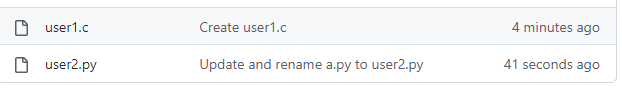 user1.c Create user1.c 4 minutes ago
user2.py Update and rename a.py to user2.py 41 seconds ago